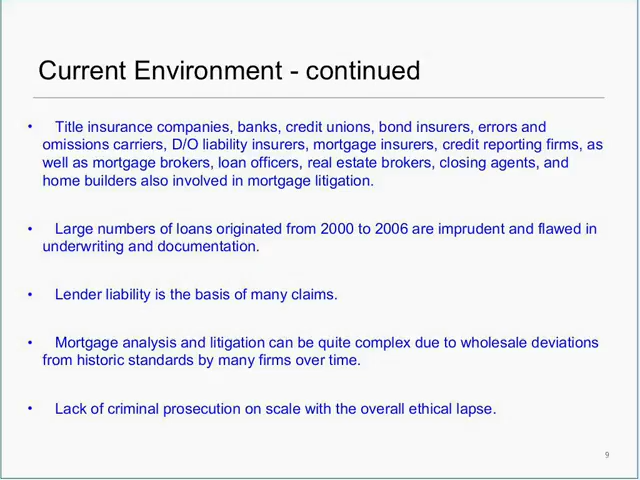 Current Environment - continued
• Title insurance companies, banks, credit unions, bond insurers, errors and
omissions carriers, D/O liability insurers, mortgage insurers, credit reporting firms, as
well as mortgage brokers, loan officers, real estate brokers, closing agents, and
home builders also involved in mortgage litigation.
• Large numbers of loans originated from 2000 to 2006 are imprudent and flawed in
underwriting and documentation.
• Lender liability is the basis of many claims.
• Mortgage analysis and litigation can be quite complex due to wholesale deviations
from historic standards by many firms over time.
• Lack of criminal prosecution on scale with the overall ethical lapse.
9